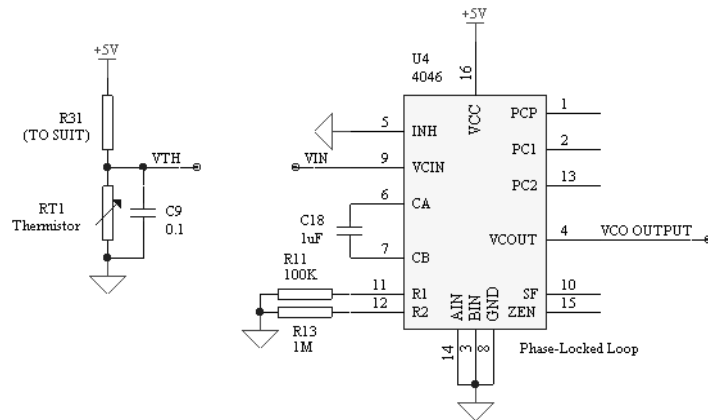 +5V
R31
(TO SUIT)
VTH
RT1
Thermistor
C9
0.1
+5V
U4
4046
16
VCC
5
INH
VIN
9
VCIN
6
CA
C18
1uF
7
CB
R11
100K
11
R1
12
R2
R13
1M
PCP
1
PC1
2
PC2
13
VCOUT
4
VCO OUTPUT
SF
10
ZEN
15
AIN
BIN
GND
14
3
8
Phase-Locked Loop